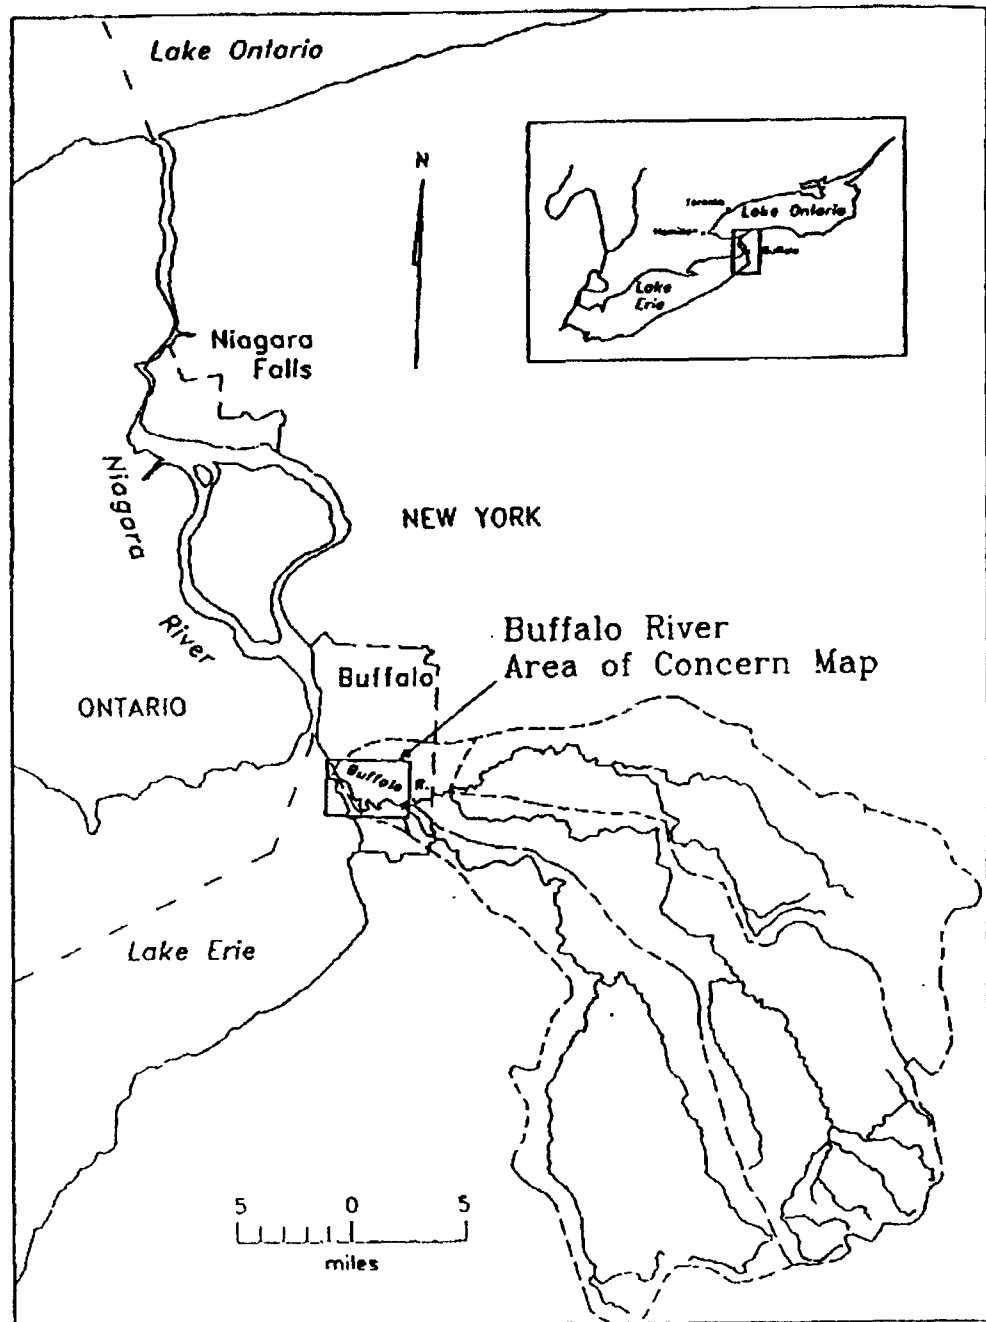 Lake Ontario
N
Toronto
Hamilton
Lake Ontario
Buffalo
Lake
Erie
Niagara
Falls
Niagara
River
NEW YORK
Buffalo River
Area of Concern Map
Buffalo
ONTARIO
Buffalo R.
Lake Erie
5 0 5
miles